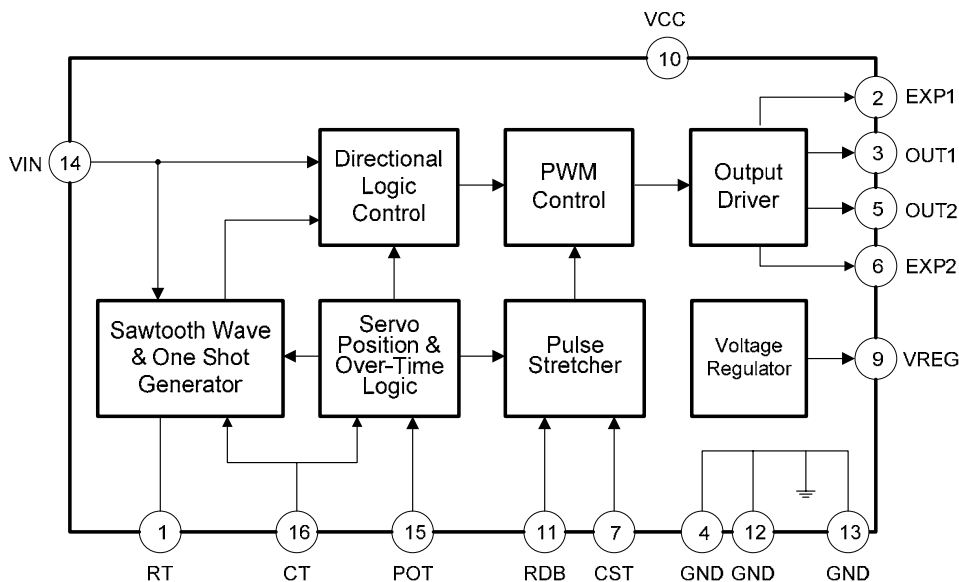 VCC
10
2 EXP1
VIN 14
Directional
Logic
Control
PWM
Control
Output
Driver
3 OUT1
5 OUT2
6 EXP2
Sawtooth Wave
& One Shot
Generator
Servo
Position &
Over-Time
Logic
Pulse
Stretcher
Voltage
Regulator
9 VREG
1 16 15 11 7 4 12 13
RT CT POT RDB CST GND GND GND